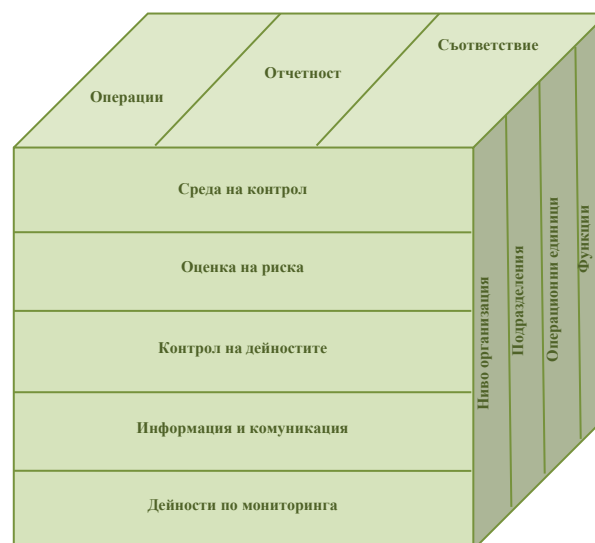 Съответствие
Отчетност
Операции
Среда на контрол
Оценка на риска
Контрол на дейностите
Информация и комуникация
Дейности по мониторинга
Ниво организация
Подразделения
Операционни единици
Функции